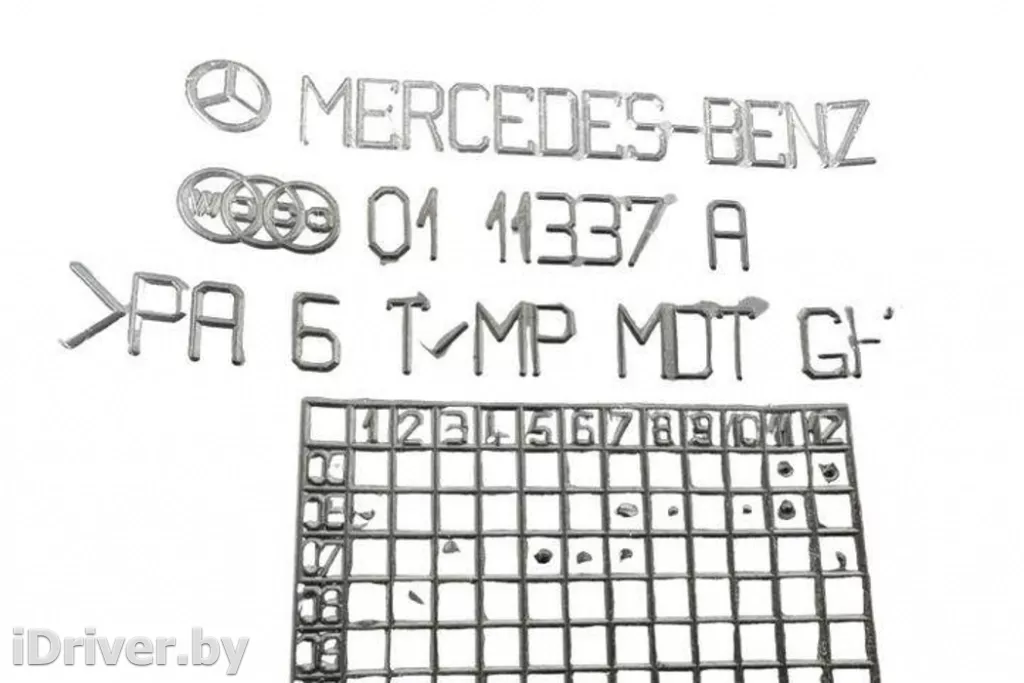 MERCEDES-BENZ
01 11337 A
>PA 6 T MP MDT
1 2 3 4 5 6 7 8 9 10 11 12
07
iDriver.by